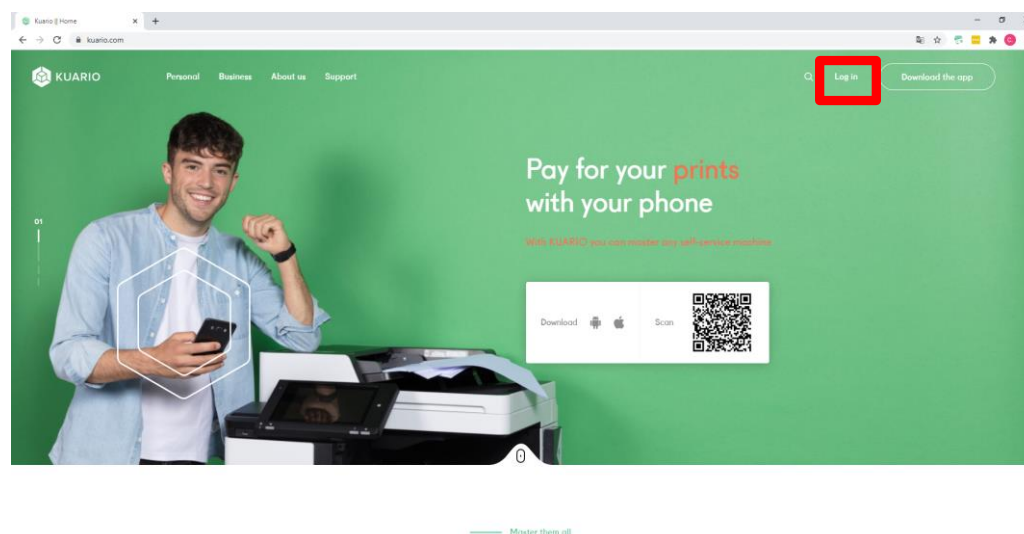 Kuario || Home
kuario.com
KUARIO
Personal Business About us Support
Log in
Download the app
Pay for your prints
with your phone
With KUARIO you can master any self-service machine
01
Download
Scan
Master them all